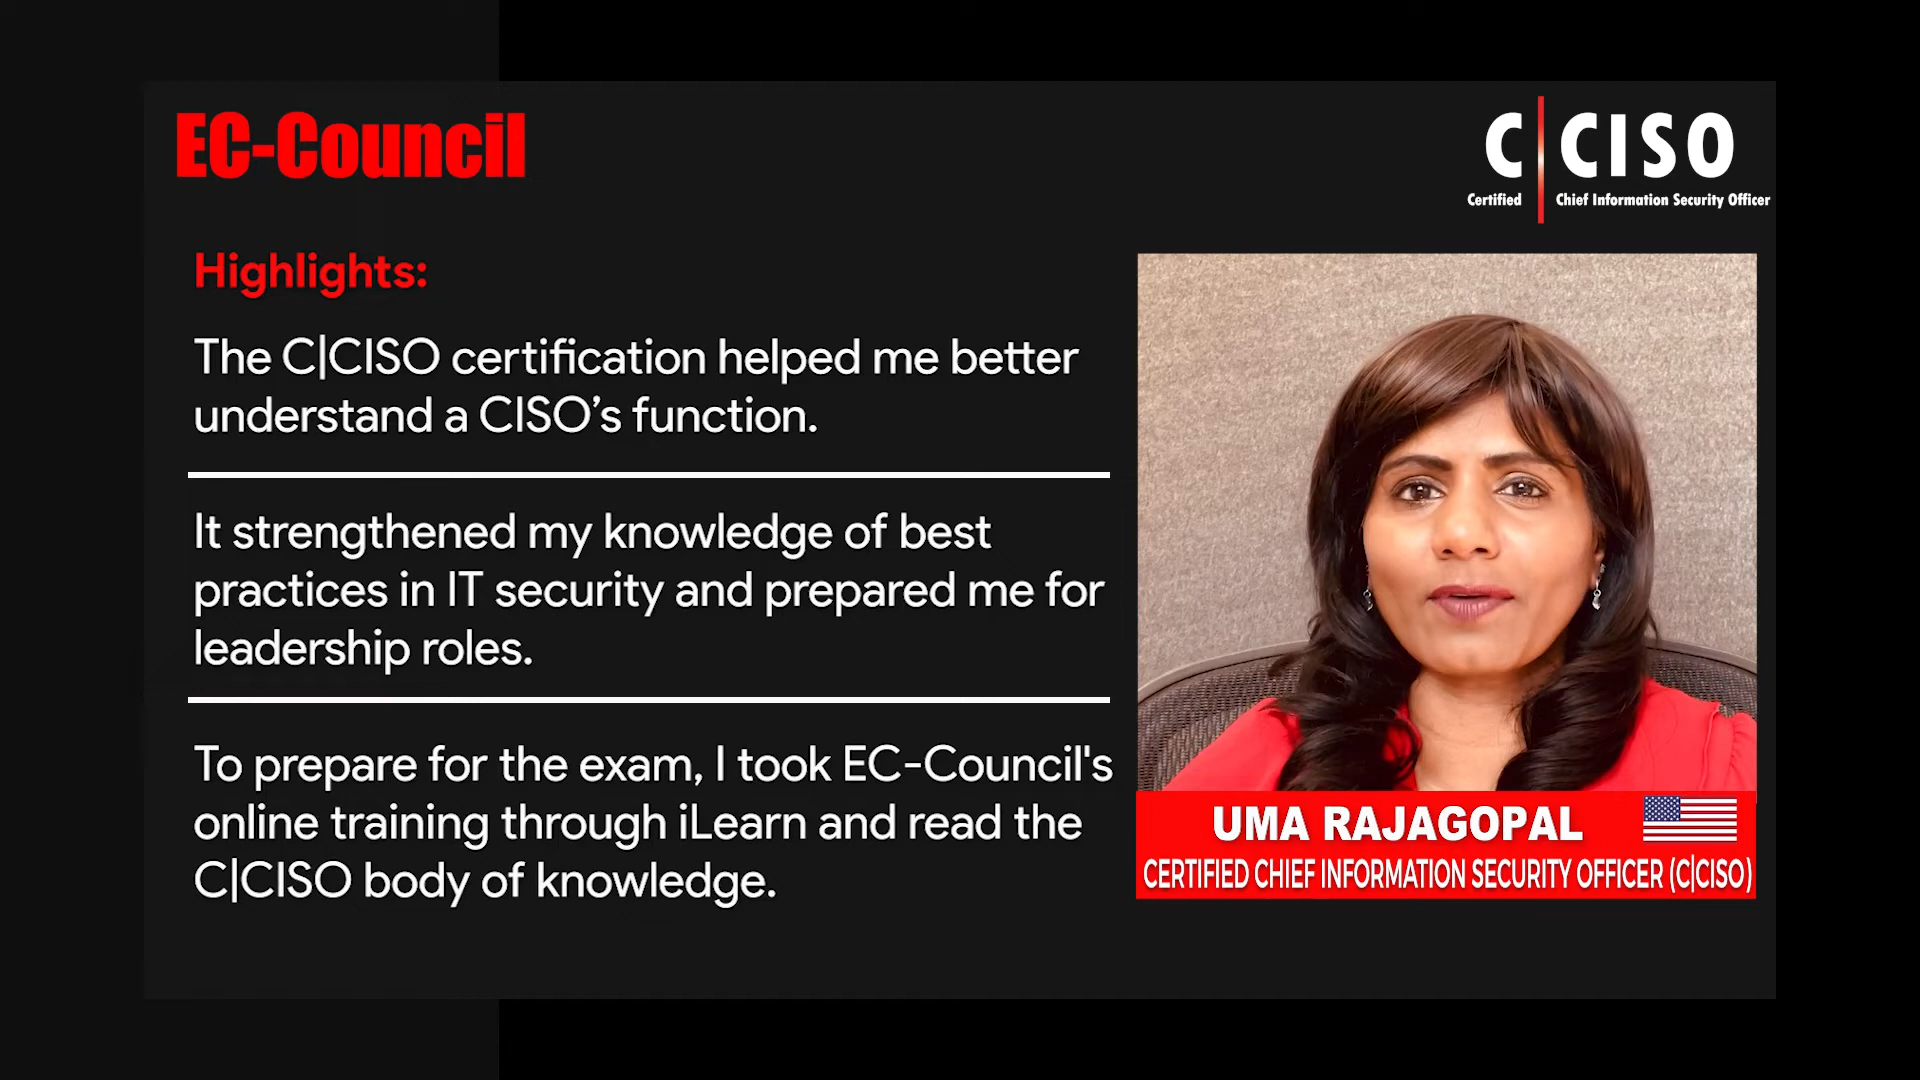 EC-Council
C|CISO
Certified Chief Information Security Officer
Highlights:
The C|CISO certification helped me better
understand a CISO’s function.
It strengthened my knowledge of best
practices in IT security and prepared me for
leadership roles.
To prepare for the exam, I took EC-Council's
online training through iLearn and read the
C|CISO body of knowledge.
UMA RAJAGOPAL
CERTIFIED CHIEF INFORMATION SECURITY OFFICER (C|CISO)